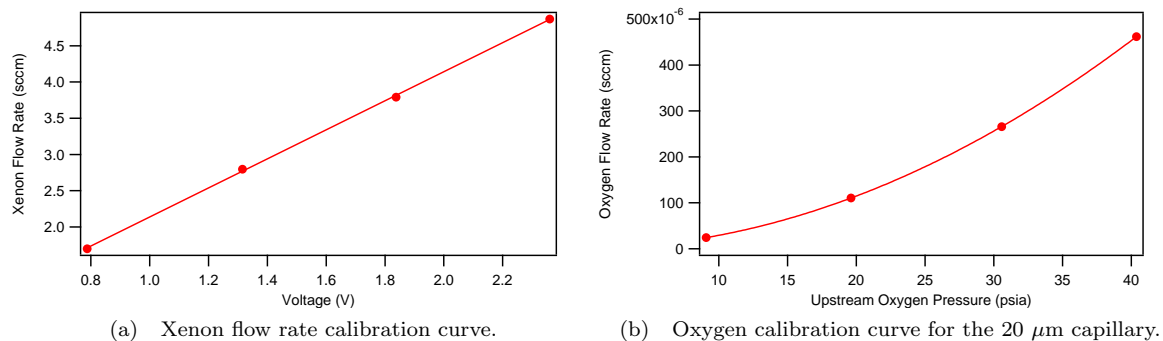 4.5
4.0
3.5
3.0
2.5
2.0
Xenon Flow Rate (sccm)
0.8 1.0 1.2 1.4 1.6 1.8 2.0 2.2
Voltage (V)
(a) Xenon flow rate calibration curve.
500x10⁻⁶
400
300
200
100
0
Oxygen Flow Rate (sccm)
10 15 20 25 30 35 40
Upstream Oxygen Pressure (psia)
(b) Oxygen calibration curve for the 20 μm capillary.